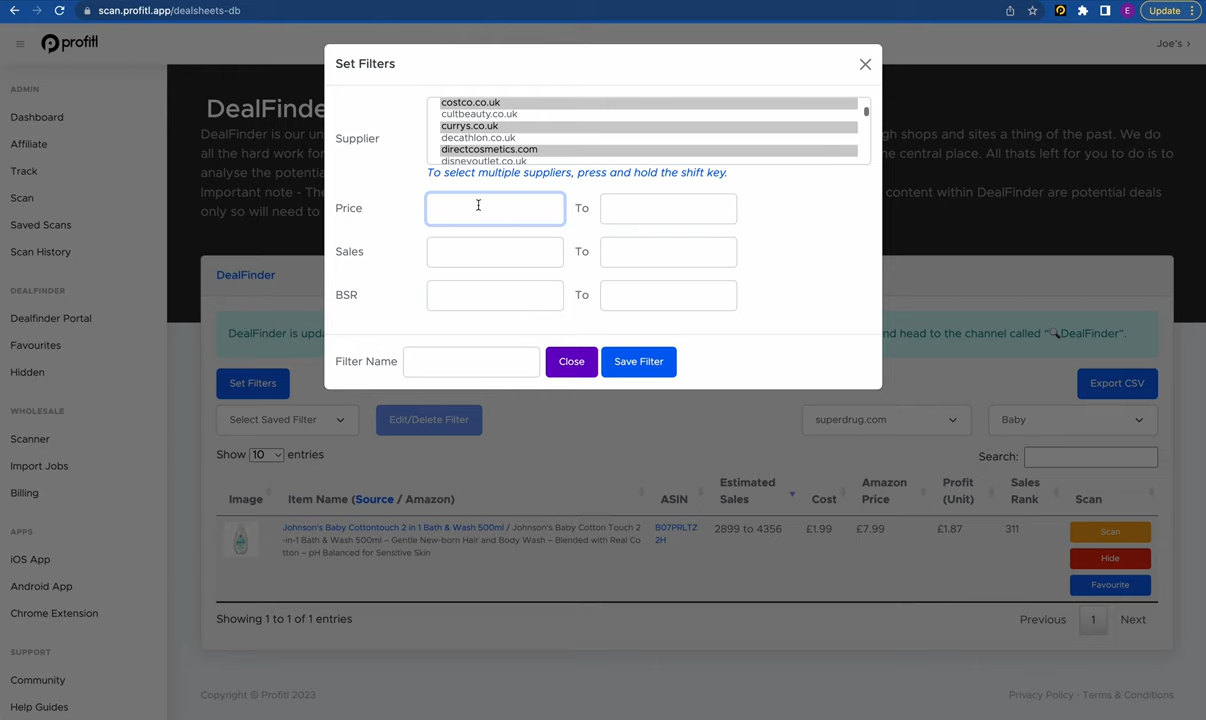 scan.profitl.app/dealsheets-db
E
Update
profitl
Joe's
ADMIN
Dashboard
Affiliate
Track
Scan
Saved Scans
Scan History
DEALFINDER
Dealfinder Portal
Favourites
Hidden
WHOLESALE
Scanner
Import Jobs
Billing
APPS
iOS App
Android App
Chrome Extension
SUPPORT
Community
Help Guides
DealFinde
DealFinder is our un
gh shops and sites a thing of the past. We do
all the hard work for
the central place. All thats left for you to do is to
analyse the potentia
Important note - The
content within DealFinder are potential deals
only so will need to
Set Filters
Supplier
costco.co.uk
cultbeauty.co.uk
currys.co.uk
decathlon.co.uk
directcosmetics.com
disneyoutlet.co.uk
To select multiple suppliers, press and hold the shift key.
Price
To
Sales
To
BSR
To
Filter Name
Close
Save Filter
DealFinder
DealFinder is upda
nd head to the channel called “🔍DealFinder”.
Set Filters
Export CSV
Select Saved Filter
Edit/Delete Filter
superdrug.com
Baby
Show 10 entries
Search:
Image
Item Name (Source / Amazon)
ASIN
Estimated Sales
Cost
Amazon Price
Profit (Unit)
Sales Rank
Scan
Johnson's Baby Cottontouch 2 in 1 Bath & Wash 500ml / Johnson's Baby Cotton Touch 2
-in-1 Bath & Wash 500ml – Gentle New-born Hair and Body Wash – Blended with Real Co
tton – pH Balanced for Sensitive Skin
B07PRLTZ
2H
2899 to 4356
£1.99
£7.99
£1.87
311
Scan
Hide
Favourite
Showing 1 to 1 of 1 entries
Previous
1
Next
Copyright © Profitl 2023
Privacy Policy · Terms & Conditions